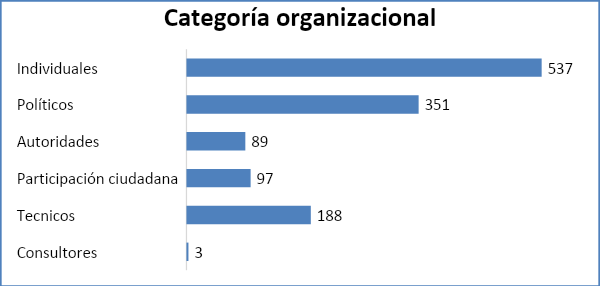 Categoría organizacional
Individuales 537
Políticos 351
Autoridades 89
Participación ciudadana 97
Tecnicos 188
Consultores 3